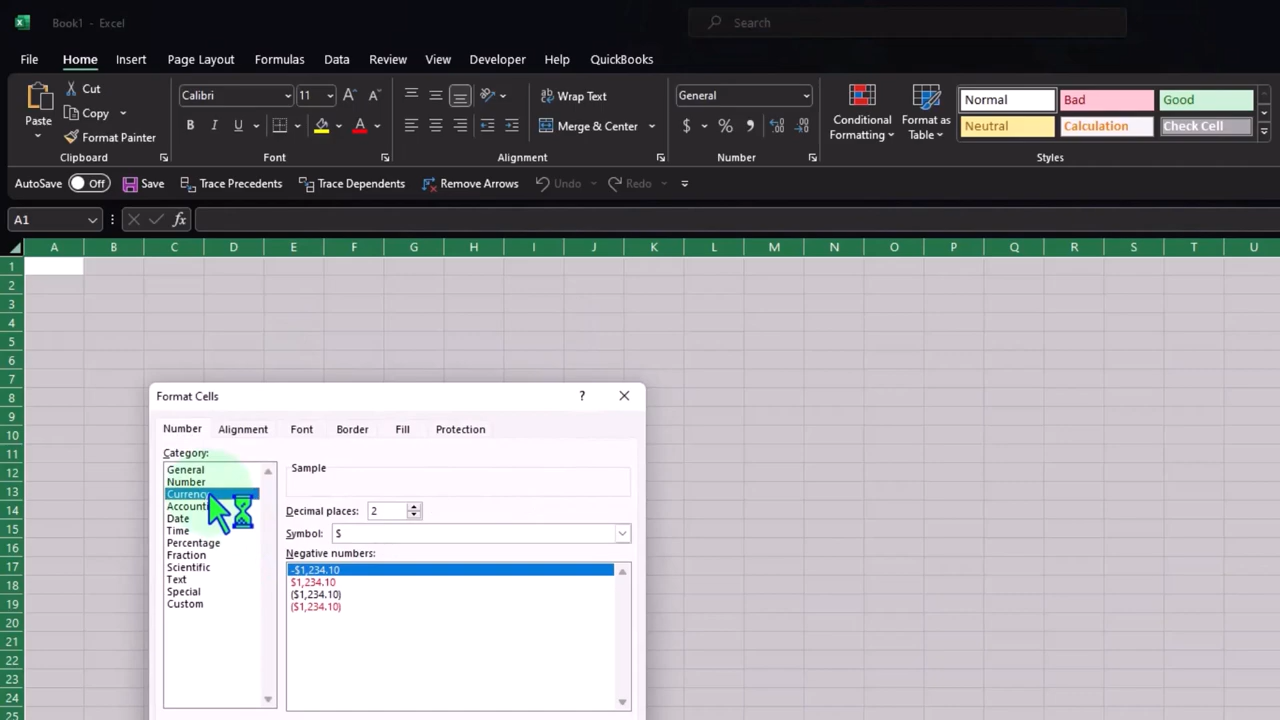 Book1 - Excel
Search
File Home Insert Page Layout Formulas Data Review View Developer Help QuickBooks
Paste
Cut
Copy
Format Painter
Clipboard
Calibri 11
B I U
Font
Wrap Text
Merge & Center
Alignment
General
$ % ,
Number
Conditional Formatting
Format as Table
Normal Bad Good
Neutral Calculation Check Cell
Styles
AutoSave Off Save Trace Precedents Trace Dependents Remove Arrows Undo Redo
A1 fx
A B C D E F G H I J K L M N O P Q R S T U
1
2
3
4
5
6
7
8
9
10
11
12
13
14
15
16
17
18
19
20
21
22
23
24
25
Format Cells ?
Number Alignment Font Border Fill Protection
Category:
General
Number
Currency
Date
Time
Percentage
Fraction
Scientific
Text
Special
Custom
Sample
Decimal places: 2
Symbol: $
Negative numbers:
-$1,234.10
$1,234.10
($1,234.10)
($1,234.10)